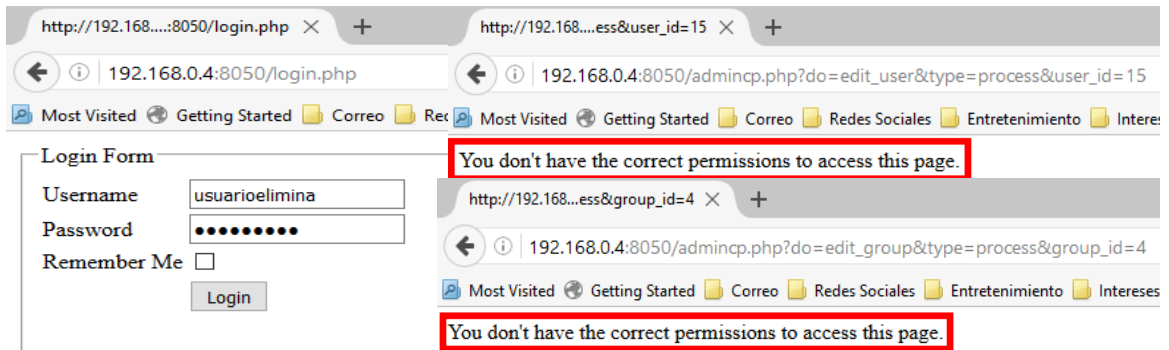 http://192.168....:8050/login.php
192.168.0.4:8050/login.php
Most Visited Getting Started Correo
Login Form
Username usuarioelimina
Password
Remember Me
Login
http://192.168....ess&user_id=15
192.168.0.4:8050/admincp.php?do=edit_user&type=process&user_id=15
Most Visited Getting Started Correo Redes Sociales Entretenimiento
You don't have the correct permissions to access this page.
http://192.168...ess&group_id=4
192.168.0.4:8050/admincp.php?do=edit_group&type=process&group_id=4
Most Visited Getting Started Correo Redes Sociales Entretenimiento Intereses
You don't have the correct permissions to access this page.